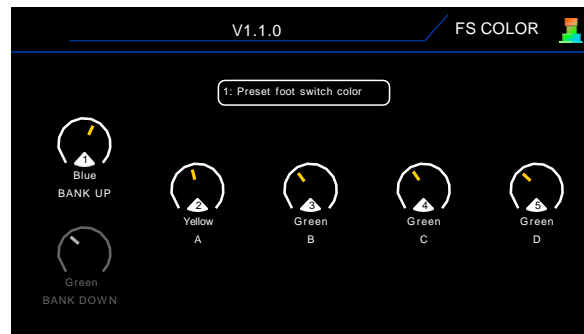 V1.1.0
FS COLOR
1: Preset foot switch color
1
Blue
BANK UP
2
Yellow
A
3
Green
B
4
Green
C
5
Green
D
Green
BANK DOWN